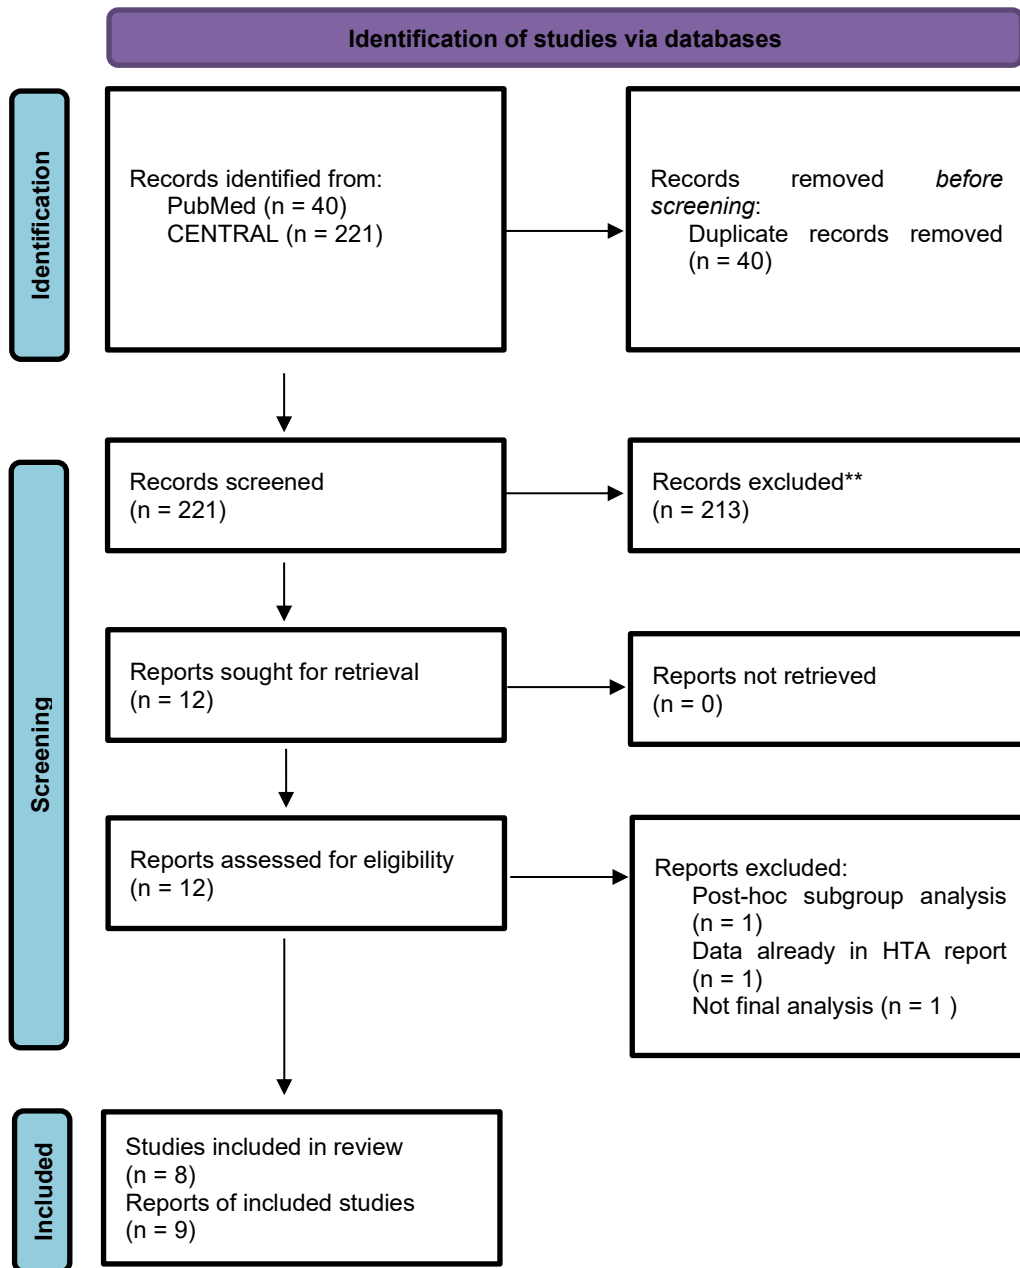 Identification of studies via databases
Identification
Records identified from:
PubMed (n = 40)
CENTRAL (n = 221)
Records removed before
screening:
Duplicate records removed
(n = 40)
Screening
Records screened
(n = 221)
Records excluded**
(n = 213)
Reports sought for retrieval
(n = 12)
Reports not retrieved
(n = 0)
Reports assessed for eligibility
(n = 12)
Reports excluded:
Post-hoc subgroup analysis
(n = 1)
Data already in HTA report
(n = 1)
Not final analysis (n = 1 )
Included
Studies included in review
(n = 8)
Reports of included studies
(n = 9)